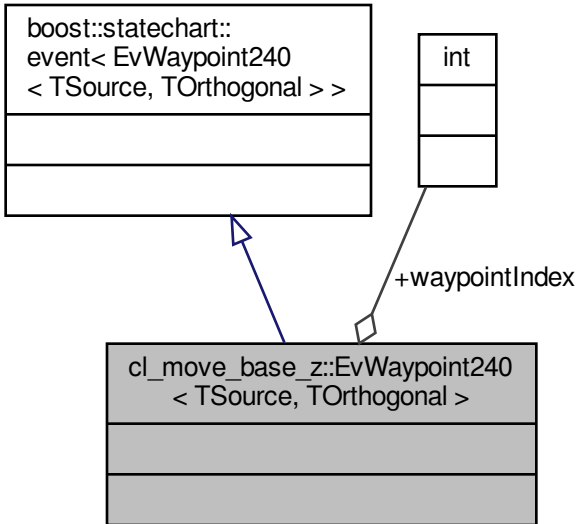 boost::statechart::
event< EvWaypoint240
< TSource, TOrthogonal > >
int
+waypointIndex
cl_move_base_z::EvWaypoint240
< TSource, TOrthogonal >